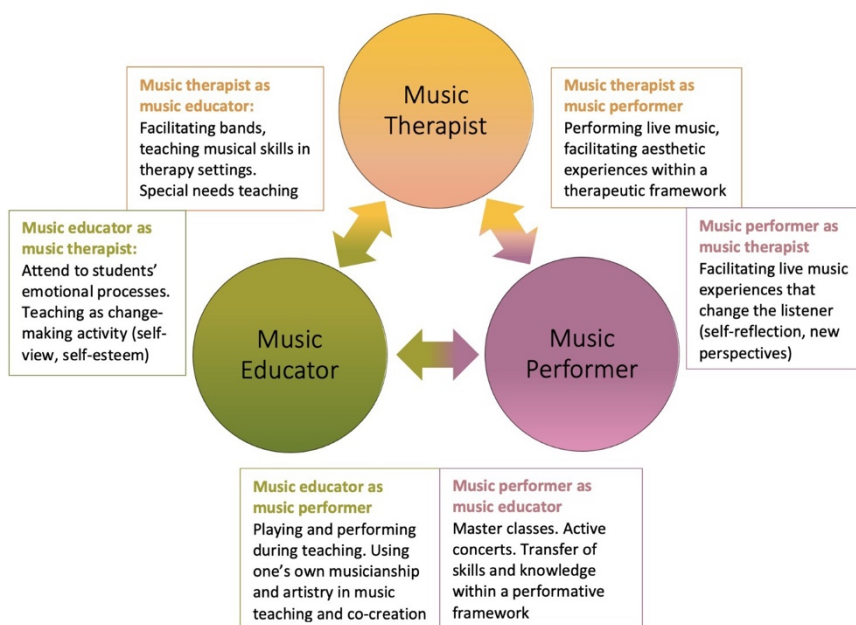 Music
Therapist
Music therapist as
music educator:
Facilitating bands,
teaching musical skills in
therapy settings.
Special needs teaching
Music therapist as
music performer
Performing live music,
facilitating aesthetic
experiences within a
therapeutic framework
Music educator as
music therapist:
Attend to students’
emotional processes.
Teaching as change-
making activity (self-
view, self-esteem)
Music performer as
music therapist
Facilitating live music
experiences that
change the listener
(self-reflection, new
perspectives)
Music
Educator
Music
Performer
Music educator as
music performer
Playing and performing
during teaching. Using
one’s own musicianship
and artistry in music
teaching and co-creation
Music performer as
music educator
Master classes. Active
concerts. Transfer of
skills and knowledge
within a performative
framework